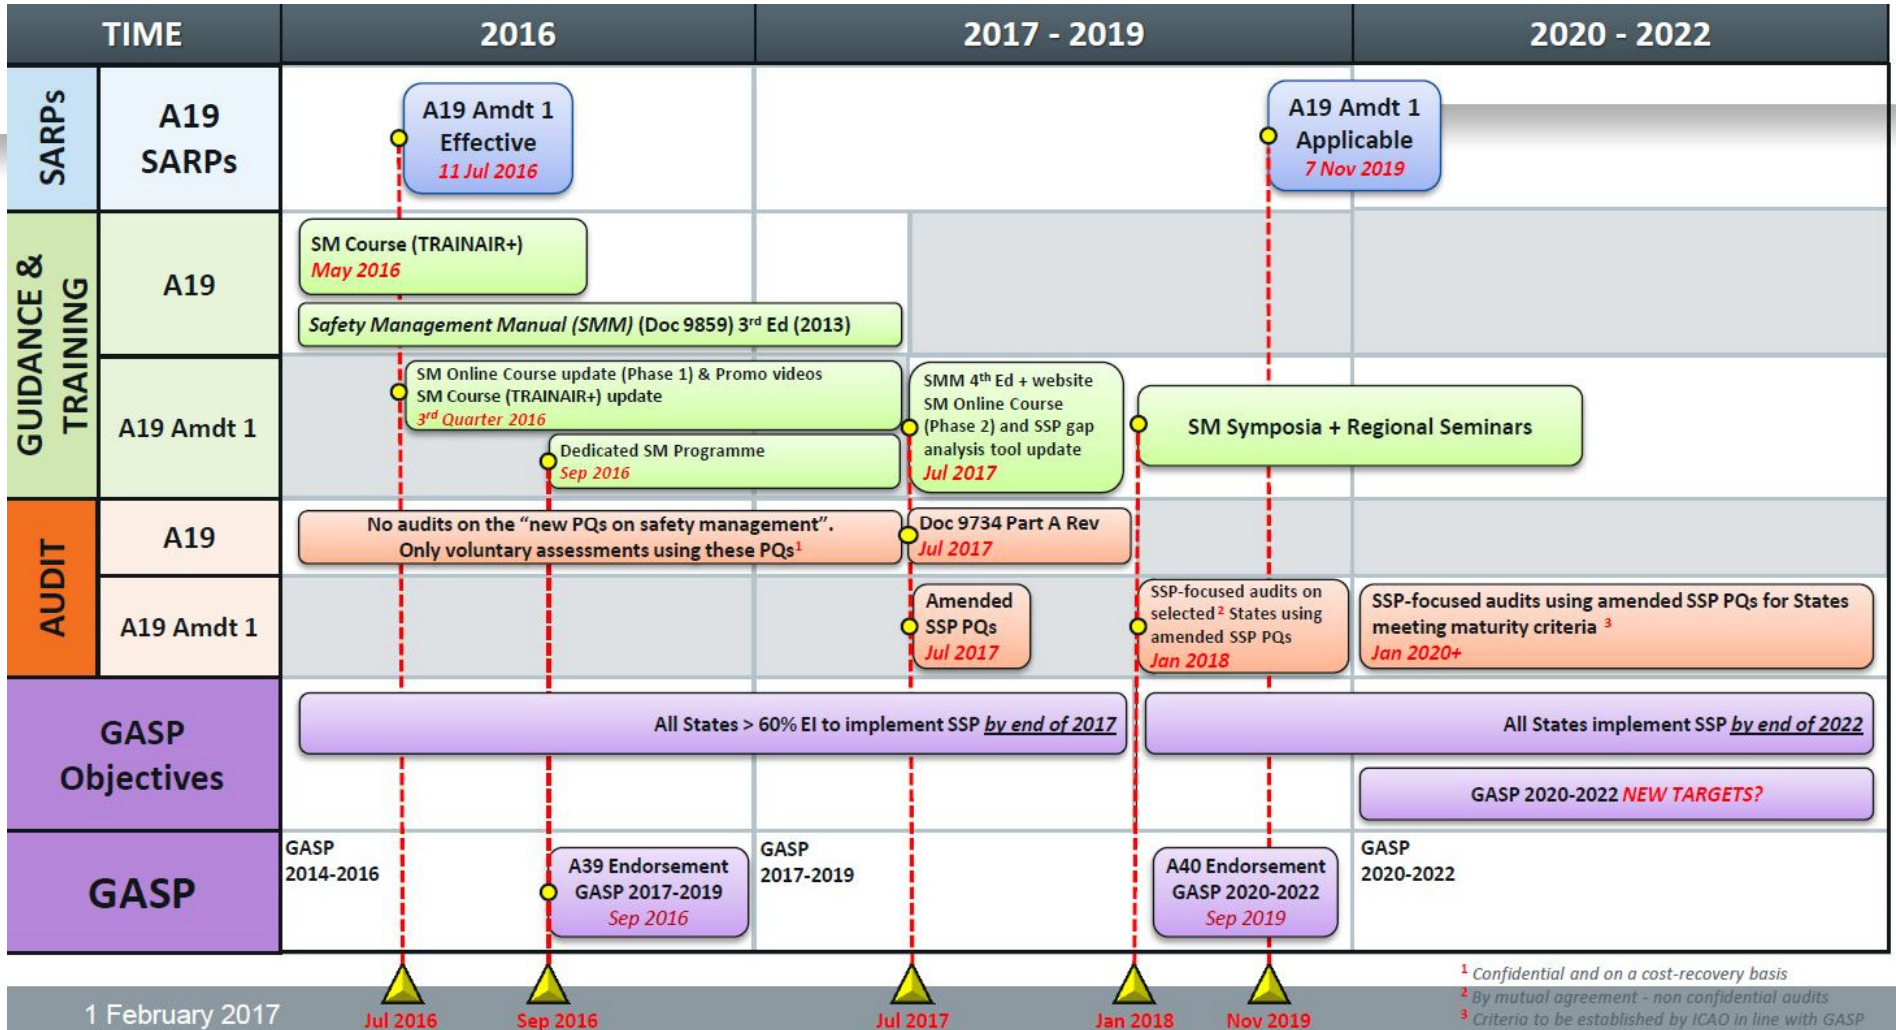 TIME
2016
2017 - 2019
2020 - 2022
SARPs
A19
SARPs
A19 Amdt 1
Effective
11 Jul 2016
A19 Amdt 1
Applicable
7 Nov 2019
GUIDANCE &
TRAINING
A19
SM Course (TRAINAIR+)
May 2016
Safety Management Manual (SMM) (Doc 9859) 3rd Ed (2013)
A19 Amdt 1
SM Online Course update (Phase 1) & Promo videos
SM Course (TRAINAIR+) update
3rd Quarter 2016
Dedicated SM Programme
Sep 2016
SMM 4th Ed + website
SM Online Course
(Phase 2) and SSP gap
analysis tool update
Jul 2017
SM Symposia + Regional Seminars
AUDIT
A19
No audits on the “new PQs on safety management”.
Only voluntary assessments using these PQs1
Doc 9734 Part A Rev
Jul 2017
A19 Amdt 1
Amended
SSP PQs
Jul 2017
SSP-focused audits on
selected 2 States using
amended SSP PQs
Jan 2018
SSP-focused audits using amended SSP PQs for States
meeting maturity criteria 3
Jan 2020+
GASP
Objectives
All States > 60% EI to implement SSP by end of 2017
All States implement SSP by end of 2022
GASP 2020-2022 NEW TARGETS?
GASP
GASP
2014-2016
A39 Endorsement
GASP 2017-2019
Sep 2016
GASP
2017-2019
A40 Endorsement
GASP 2020-2022
Sep 2019
GASP
2020-2022
1 February 2017
Jul 2016
Sep 2016
Jul 2017
Jan 2018
Nov 2019
1 Confidential and on a cost-recovery basis
2 By mutual agreement - non confidential audits
3 Criteria to be established by ICAO in line with GASP